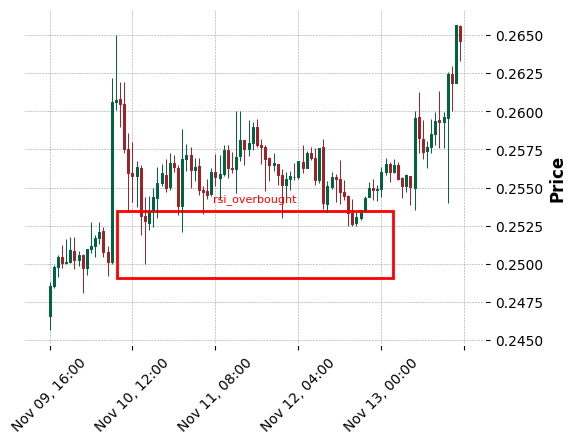 0.2650
0.2625
0.2600
0.2575
0.2550
0.2525
0.2500
0.2475
0.2450
Price
rsi_overbought
Nov 09, 16:00
Nov 10, 12:00
Nov 11, 08:00
Nov 12, 04:00
Nov 13, 00:00